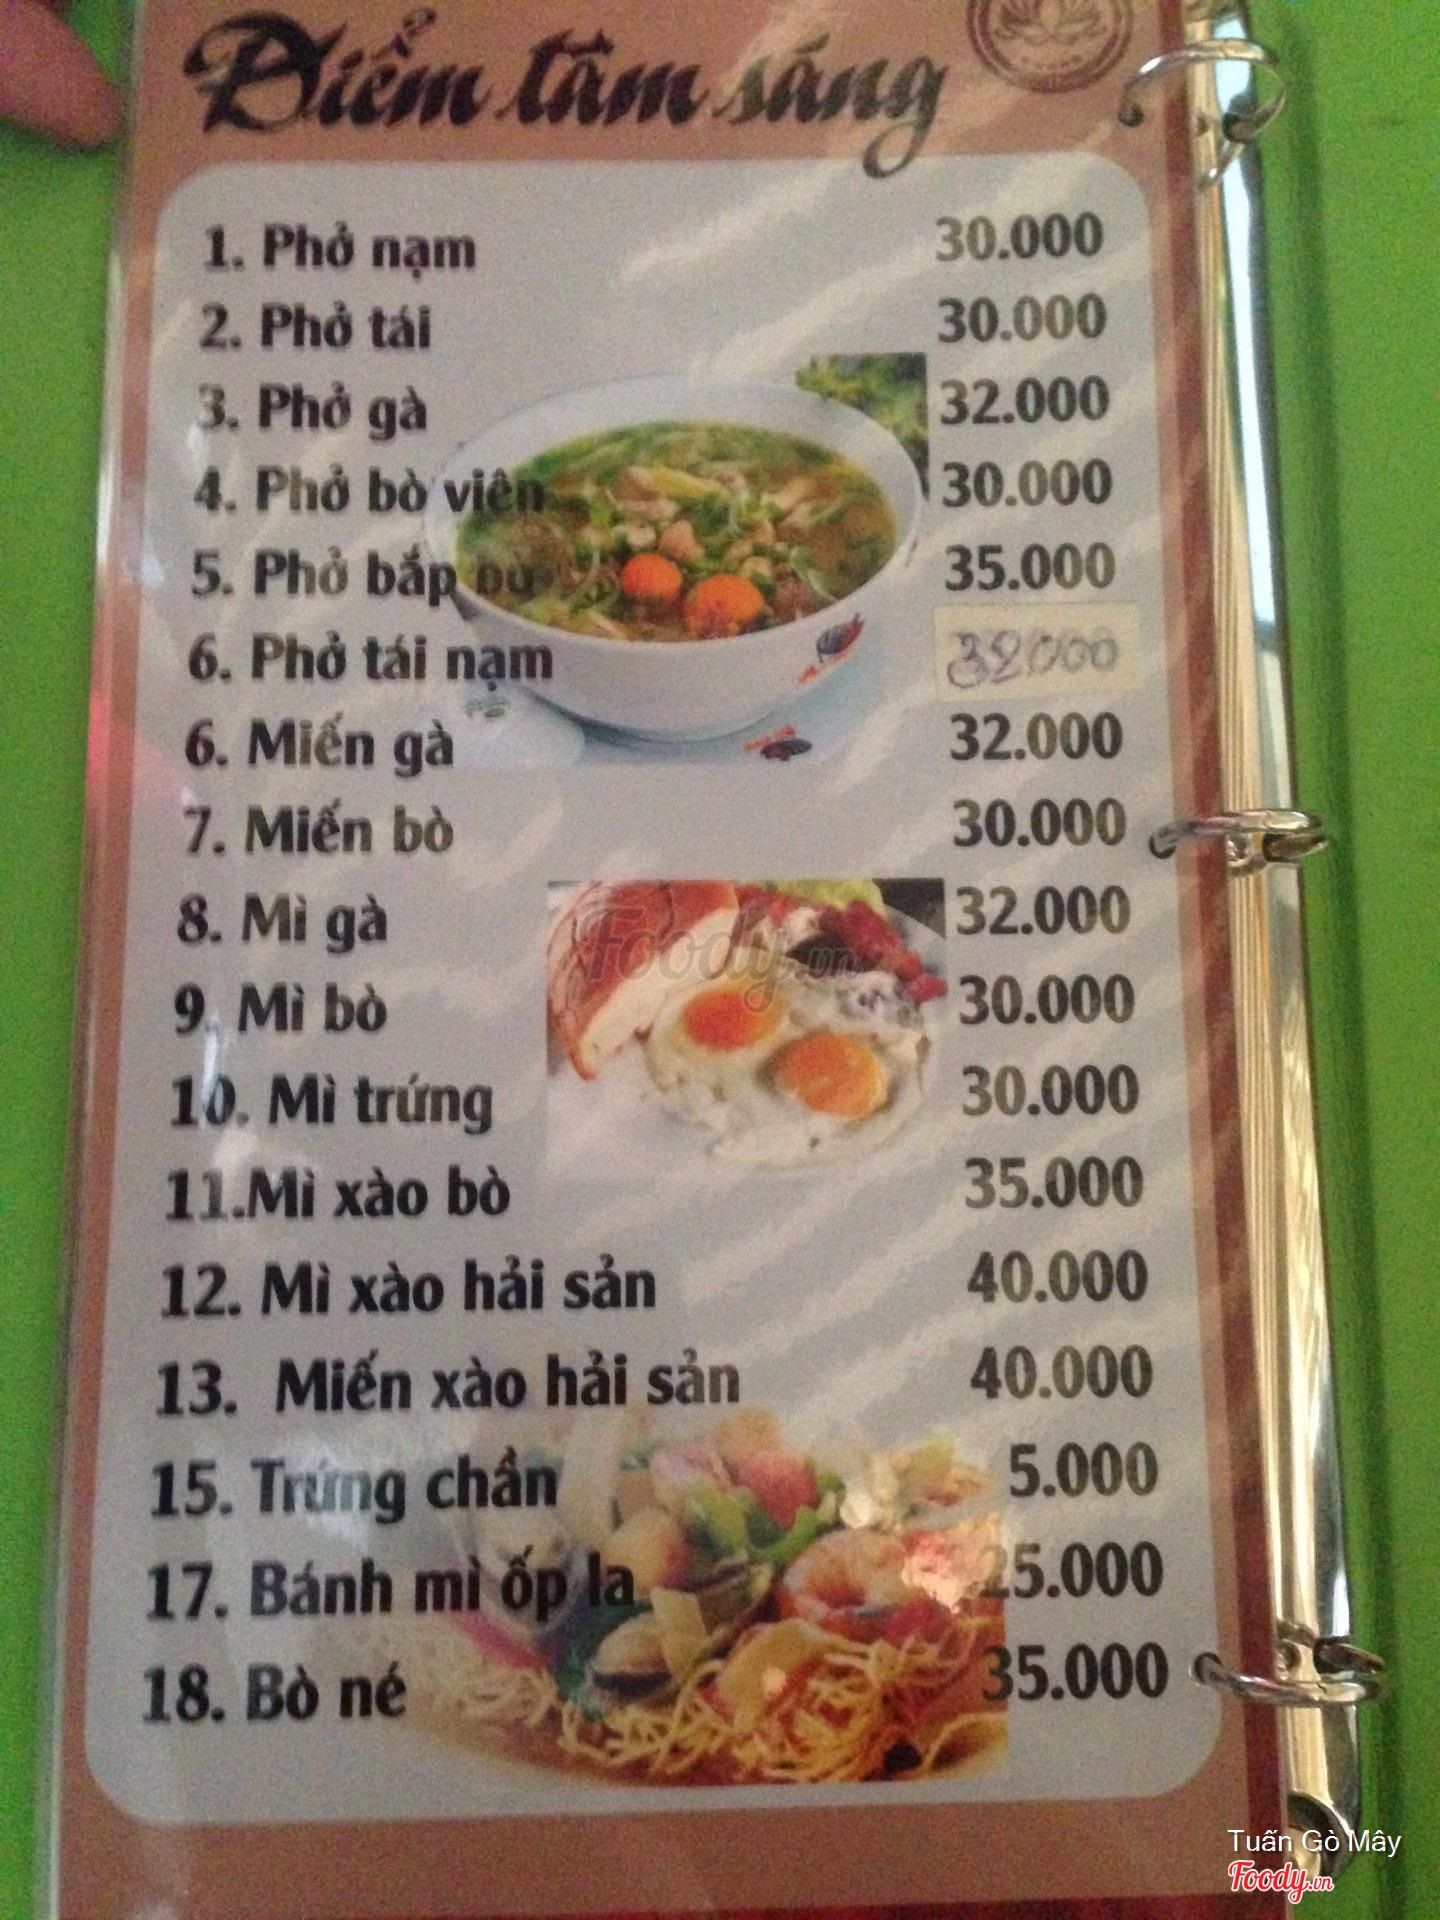 Điểm tâm sáng
1. Phở nạm 30.000
2. Phở tái 30.000
3. Phở gà 32.000
4. Phở bò viên 30.000
5. Phở bắp bò 35.000
6. Phở tái nạm 32000
6. Miến gà 32.000
7. Miến bò 30.000
8. Mì gà 32.000
9. Mì bò 30.000
10. Mì trứng 30.000
11.Mì xào bò 35.000
12. Mì xào hải sản 40.000
13. Miến xào hải sản 40.000
15. Trứng chần 5.000
17. Bánh mì ốp la 25.000
18. Bò né 35.000
Foody.vn
Tuấn Gò Mây
Foody.vn